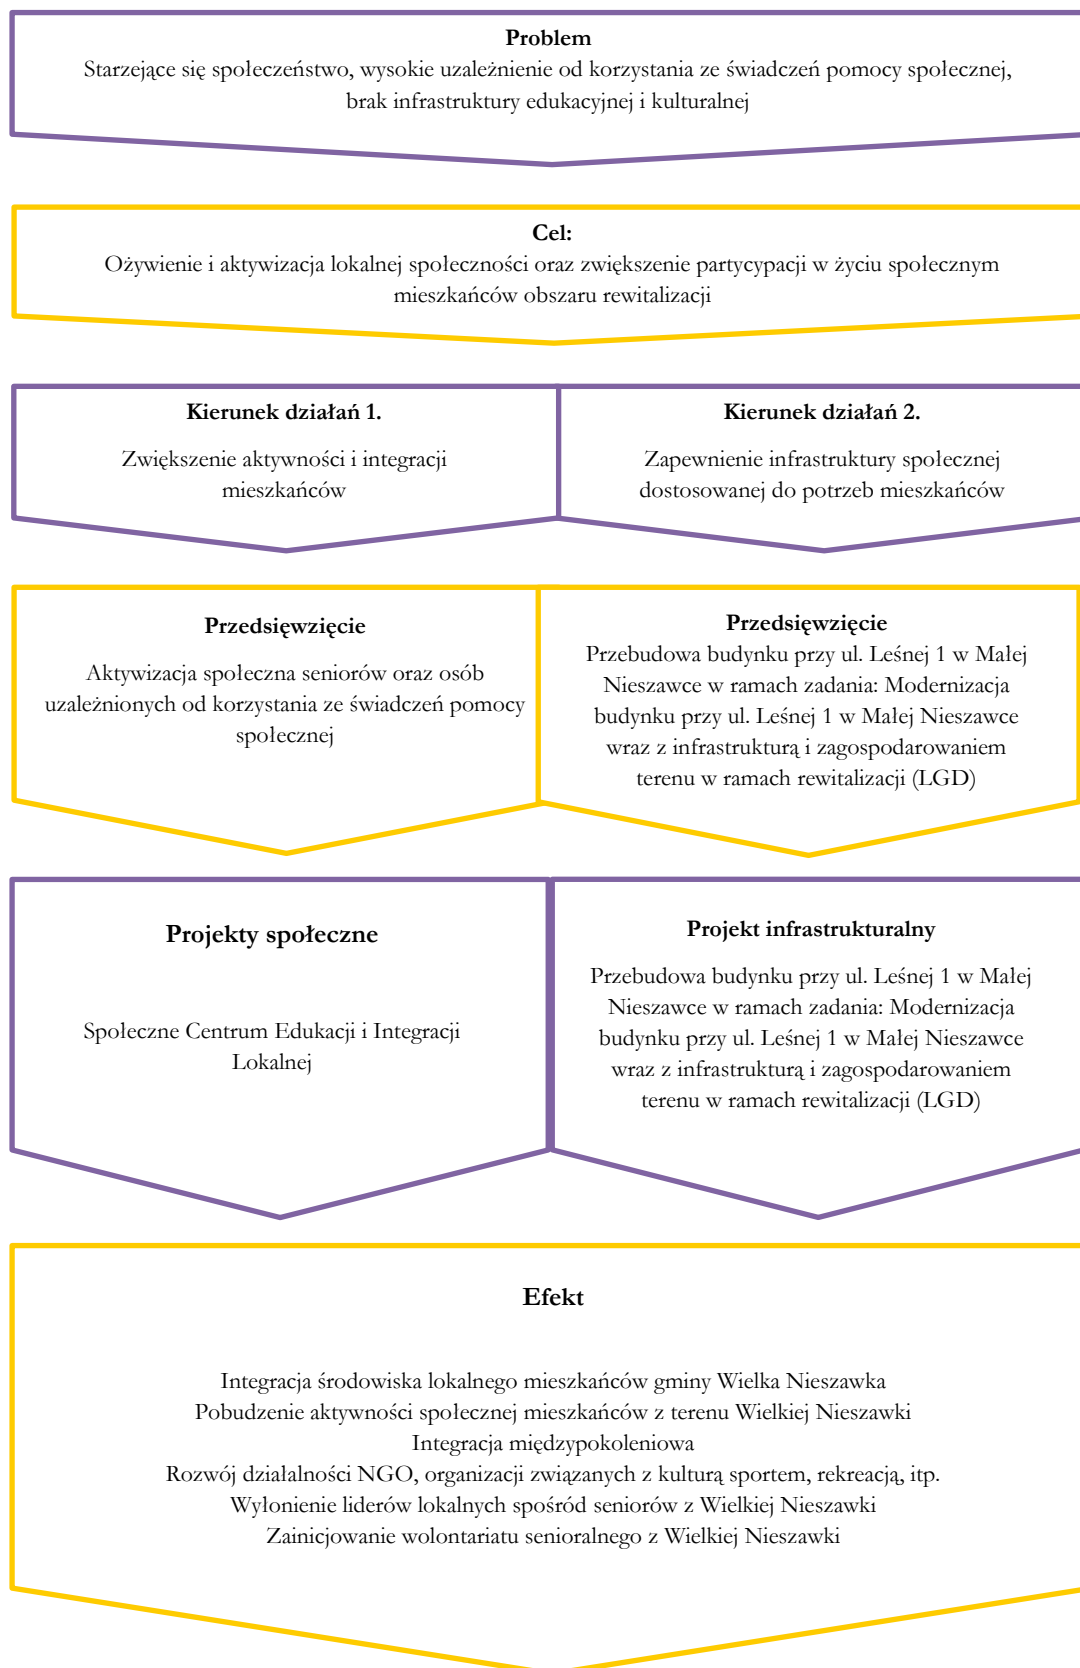 Problem
Starzejące się społeczeństwo, wysokie uzależnienie od korzystania ze świadczeń pomocy społecznej,
brak infrastruktury edukacyjnej i kulturalnej
Cel:
Ożywienie i aktywizacja lokalnej społeczności oraz zwiększenie partycypacji w życiu społecznym
mieszkańców obszaru rewitalizacji
Kierunek działań 1.
Zwiększenie aktywności i integracji
mieszkańców
Kierunek działań 2.
Zapewnienie infrastruktury społecznej
dostosowanej do potrzeb mieszkańców
Przedsięwzięcie
Aktywizacja społeczna seniorów oraz osób
uzależnionych od korzystania ze świadczeń pomocy
społecznej
Przedsięwzięcie
Przebudowa budynku przy ul. Leśnej 1 w Małej
Nieszawce w ramach zadania: Modernizacja
budynku przy ul. Leśnej 1 w Małej Nieszawce
wraz z infrastrukturą i zagospodarowaniem
terenu w ramach rewitalizacji (LGD)
Projekty społeczne
Społeczne Centrum Edukacji i Integracji
Lokalnej
Projekt infrastrukturalny
Przebudowa budynku przy ul. Leśnej 1 w Małej
Nieszawce w ramach zadania: Modernizacja
budynku przy ul. Leśnej 1 w Małej Nieszawce
wraz z infrastrukturą i zagospodarowaniem
terenu w ramach rewitalizacji (LGD)
Efekt
Integracja środowiska lokalnego mieszkańców gminy Wielka Nieszawka
Pobudzenie aktywności społecznej mieszkańców z terenu Wielkiej Nieszawki
Integracja międzypokoleniowa
Rozwój działalności NGO, organizacji związanych z kulturą sportem, rekreacją, itp.
Wyłonienie liderów lokalnych spośród seniorów z Wielkiej Nieszawki
Zainicjowanie wolontariatu senioralnego z Wielkiej Nieszawki